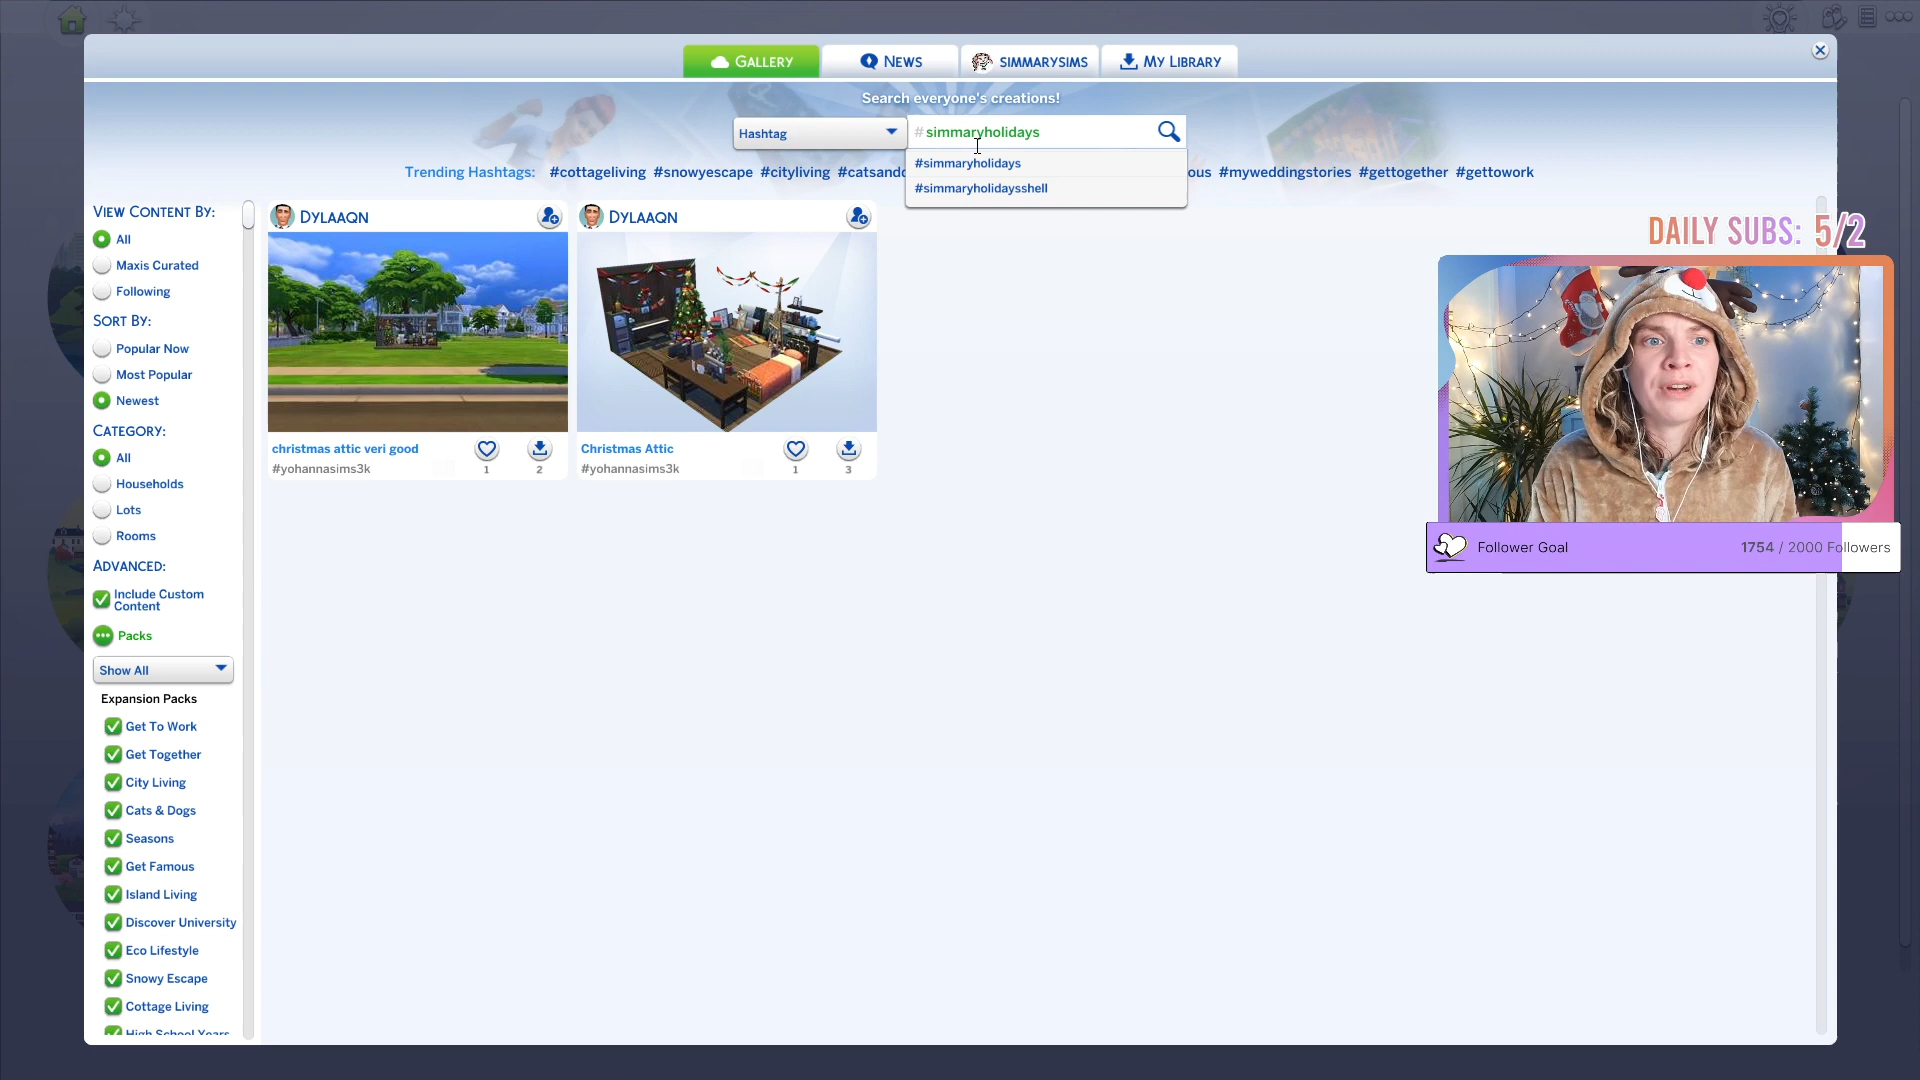 GALLERY
NEWS
SIMMARYSIMS
MY LIBRARY
Search everyone's creations!
Hashtag
# simmaryholidays
#simmaryholidays
#simmaryholidaysshell
Trending Hashtags: #cottageliving #snowyescape #cityliving #catsando ous #myweddingstories #gettogether #gettowork
VIEW CONTENT BY:
All
Maxis Curated
Following
SORT BY:
Popular Now
Most Popular
Newest
CATEGORY:
All
Households
Lots
Rooms
ADVANCED:
Include Custom
Content
Packs
Show All
Expansion Packs
Get To Work
Get Together
City Living
Cats & Dogs
Seasons
Get Famous
Island Living
Discover University
Eco Lifestyle
Snowy Escape
Cottage Living
High School Years
DYLAAQN
christmas attic veri good
#yohannasims3k
1
2
DYLAAQN
Christmas Attic
#yohannasims3k
1
3
DAILY SUBS: 5/2
Follower Goal
1754 / 2000 Followers